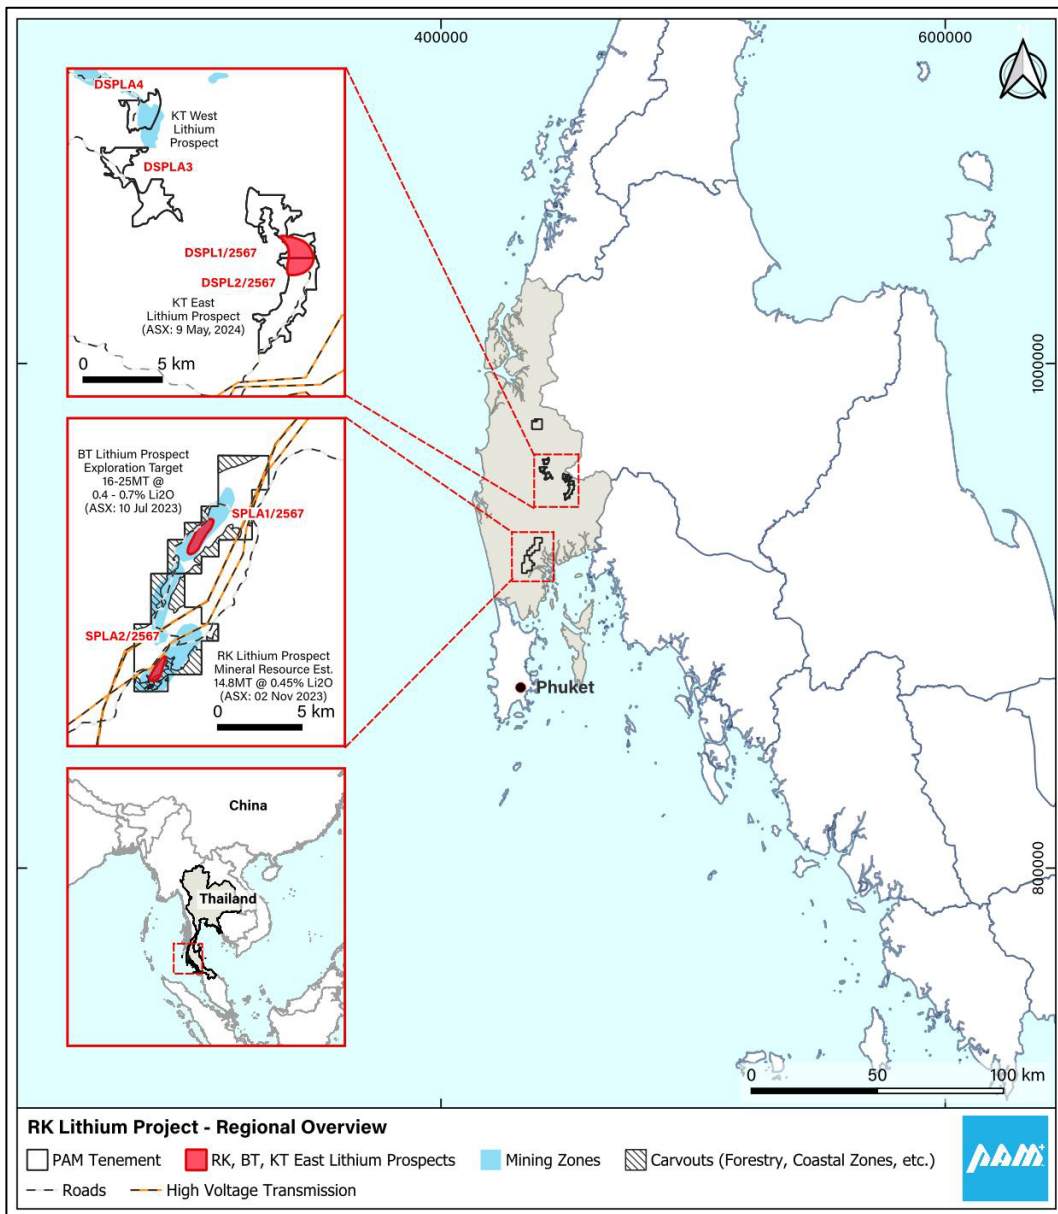 400000
600000
1000000
800000
DSPLA4
KT West
Lithium
Prospect
DSPLA3
DSPL1/2567
DSPL2/2567
KT East
Lithium Prospect
(ASX: 9 May, 2024)
0 5 km
BT Lithium Prospect
Exploration Target
16-25MT @
0.4 - 0.7% Li2O
(ASX: 10 Jul 2023)
SPLA1/2567
SPLA2/2567
RK Lithium Prospect
Mineral Resource Est.
14.8MT @ 0.45% Li2O
(ASX: 02 Nov 2023)
0 5 km
Phuket
China
Thailand
0 50 100 km
RK Lithium Project - Regional Overview
PAM Tenement
RK, BT, KT East Lithium Prospects
Mining Zones
Carvouts (Forestry, Coastal Zones, etc.)
Roads
High Voltage Transmission
PAM+